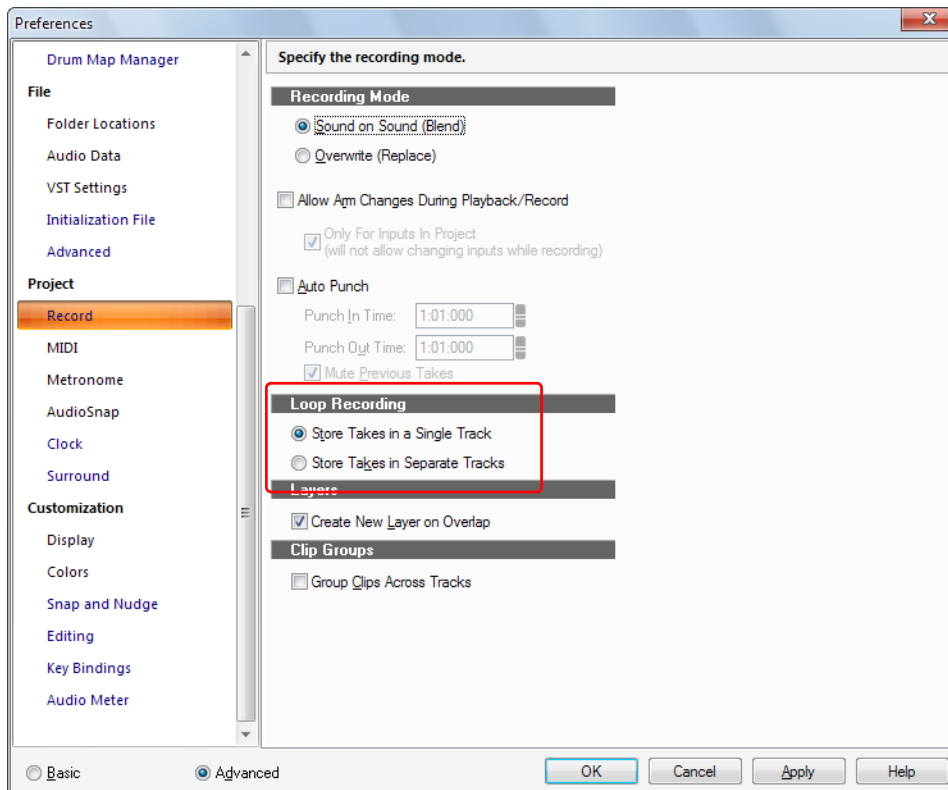 Preferences
Drum Map Manager
File
Folder Locations
Audio Data
VST Settings
Initialization File
Advanced
Project
Record
MIDI
Metronome
AudioSnap
Clock
Surround
Customization
Display
Colors
Snap and Nudge
Editing
Key Bindings
Audio Meter
Specify the recording mode.
Recording Mode
Sound on Sound (Blend)
Overwrite (Replace)
Allow Arm Changes During Playback/Record
Only For Inputs In Project
(will not allow changing inputs while recording)
Auto Punch
Punch In Time: 1:01:000
Punch Out Time: 1:01:000
Mute Previous Takes
Loop Recording
Store Takes in a Single Track
Store Takes in Separate Tracks
Layers
Create New Layer on Overlap
Clip Groups
Group Clips Across Tracks
Basic
Advanced
OK
Cancel
Apply
Help